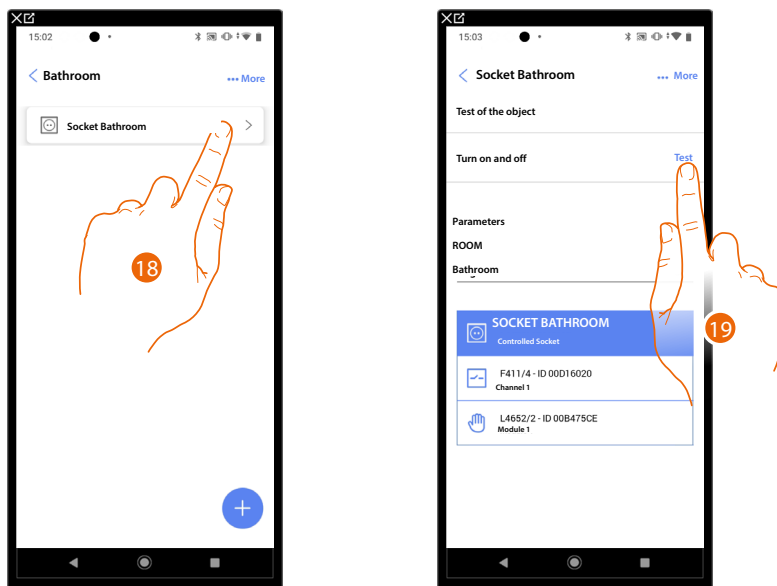 15:02
Bathroom
••• More
Socket Bathroom
18
15:03
Socket Bathroom
••• More
Test of the object
Turn on and off
Test
Parameters
ROOM
Bathroom
SOCKET BATHROOM
Controlled Socket
F411/4 - ID 00D16020
Channel 1
L4652/2 - ID 00B475CE
Module 1
19